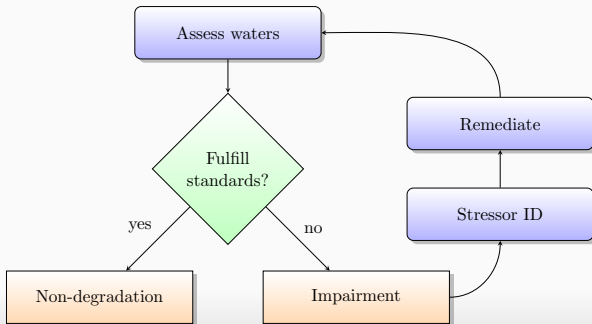 Assess waters
Fulfill
standards?
yes
no
Non-degradation
Impairment
Stressor ID
Remediate